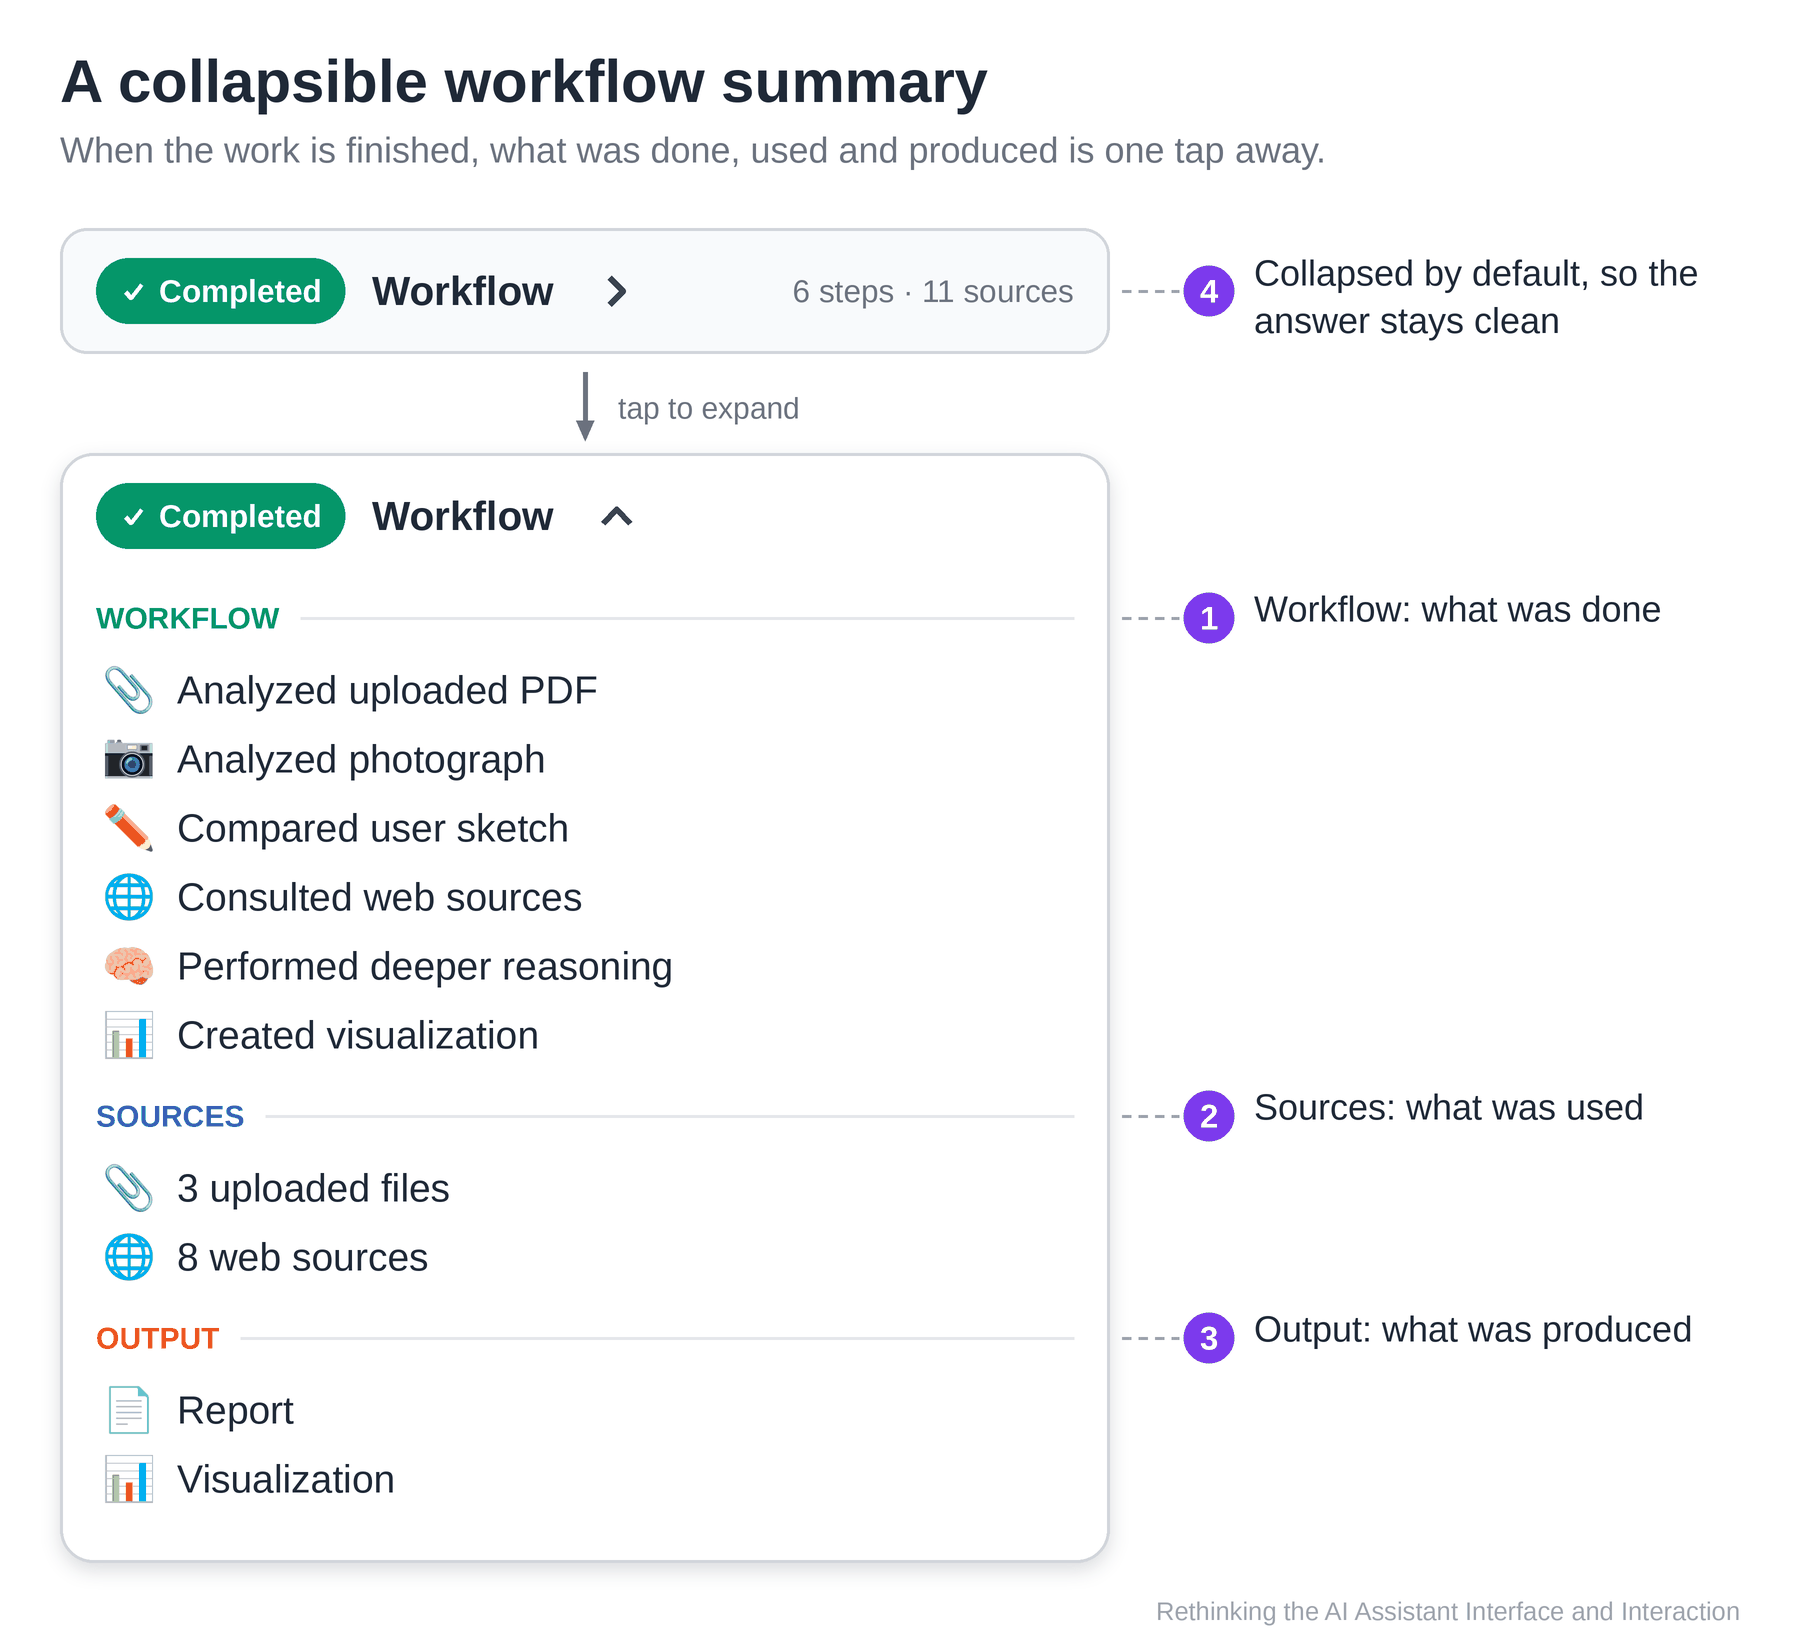 A collapsible workflow summary
When the work is finished, what was done, used and produced is one tap away.
✓ Completed Workflow > 6 steps · 11 sources
4 Collapsed by default, so the
answer stays clean
tap to expand
✓ Completed Workflow
WORKFLOW
1 Workflow: what was done
Analyzed uploaded PDF
Analyzed photograph
Compared user sketch
Consulted web sources
Performed deeper reasoning
Created visualization
SOURCES
2 Sources: what was used
3 uploaded files
8 web sources
OUTPUT
3 Output: what was produced
Report
Visualization
Rethinking the AI Assistant Interface and Interaction